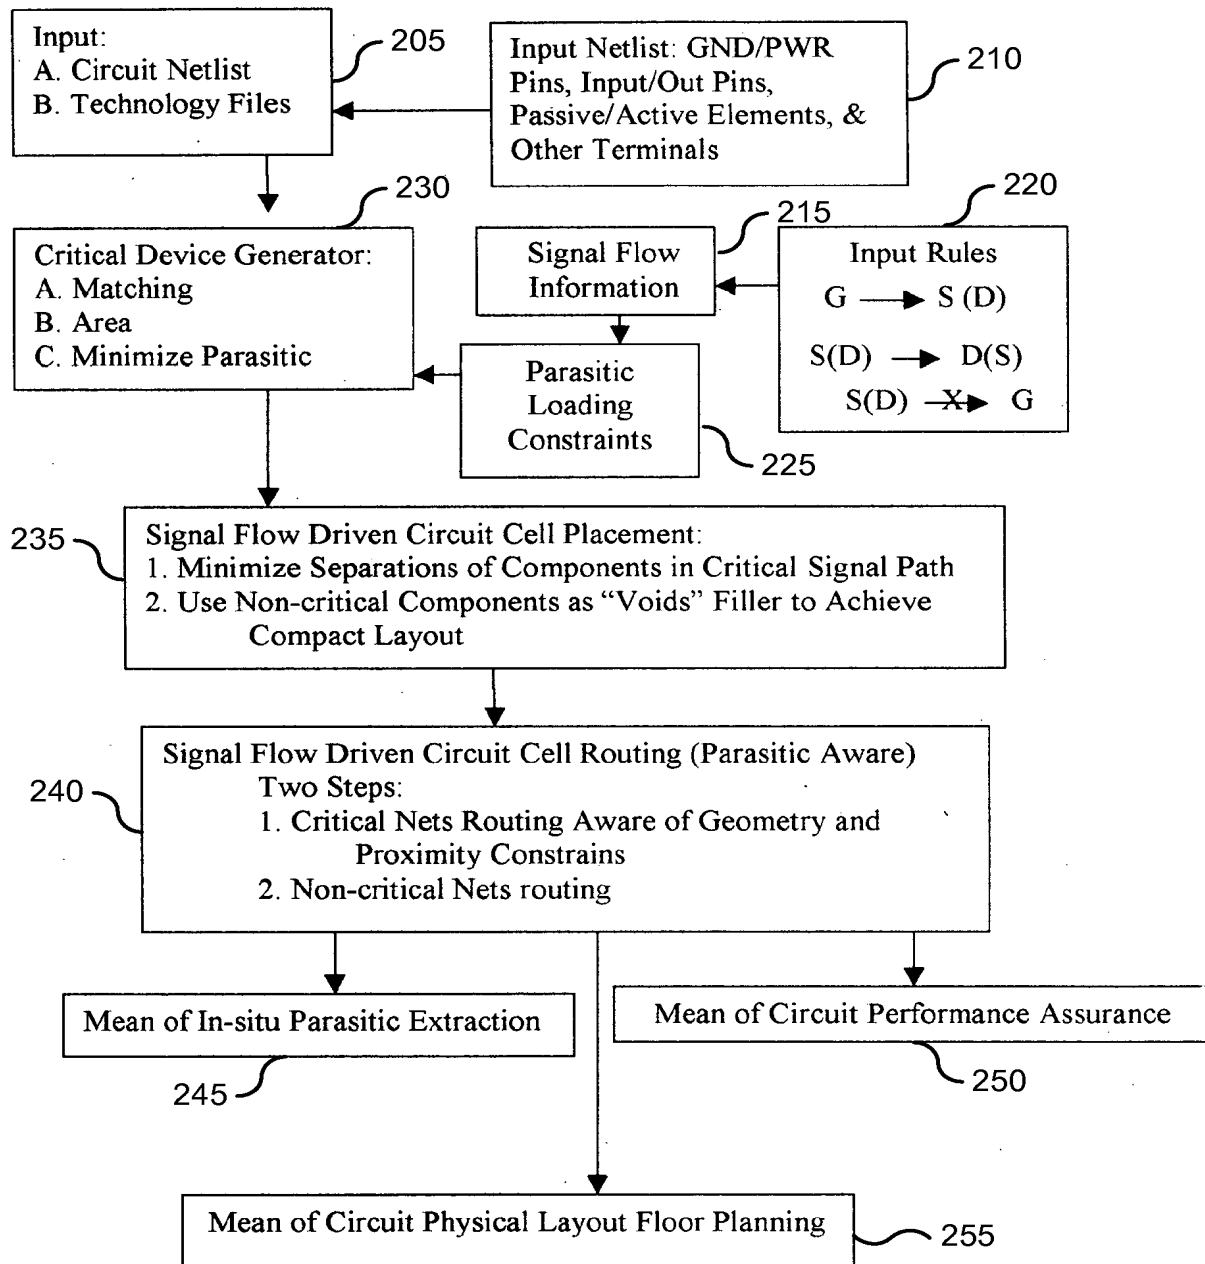 Input:
A. Circuit Netlist
B. Technology Files
205
Input Netlist: GND/PWR
Pins, Input/Out Pins,
Passive/Active Elements, &
Other Terminals
210
230
Critical Device Generator:
A. Matching
B. Area
C. Minimize Parasitic
215
Signal Flow
Information
220
Input Rules
G S (D)
S(D) D(S)
S(D) X G
Parasitic
Loading
Constraints
225
235
Signal Flow Driven Circuit Cell Placement:
1. Minimize Separations of Components in Critical Signal Path
2. Use Non-critical Components as “Voids” Filler to Achieve
Compact Layout
240
Signal Flow Driven Circuit Cell Routing (Parasitic Aware)
Two Steps:
1. Critical Nets Routing Aware of Geometry and
Proximity Constrains
2. Non-critical Nets routing
Mean of In-situ Parasitic Extraction
245
Mean of Circuit Performance Assurance
250
Mean of Circuit Physical Layout Floor Planning
255